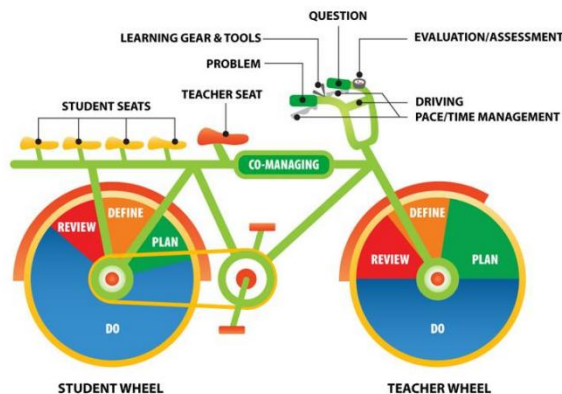 QUESTION
LEARNING GEAR & TOOLS
EVALUATION/ASSESSMENT
PROBLEM
STUDENT SEATS
TEACHER SEAT
DRIVING
PACE/TIME MANAGEMENT
CO-MANAGING
REVIEW
DEFINE
PLAN
DO
REVIEW
DEFINE
PLAN
DO
STUDENT WHEEL
TEACHER WHEEL